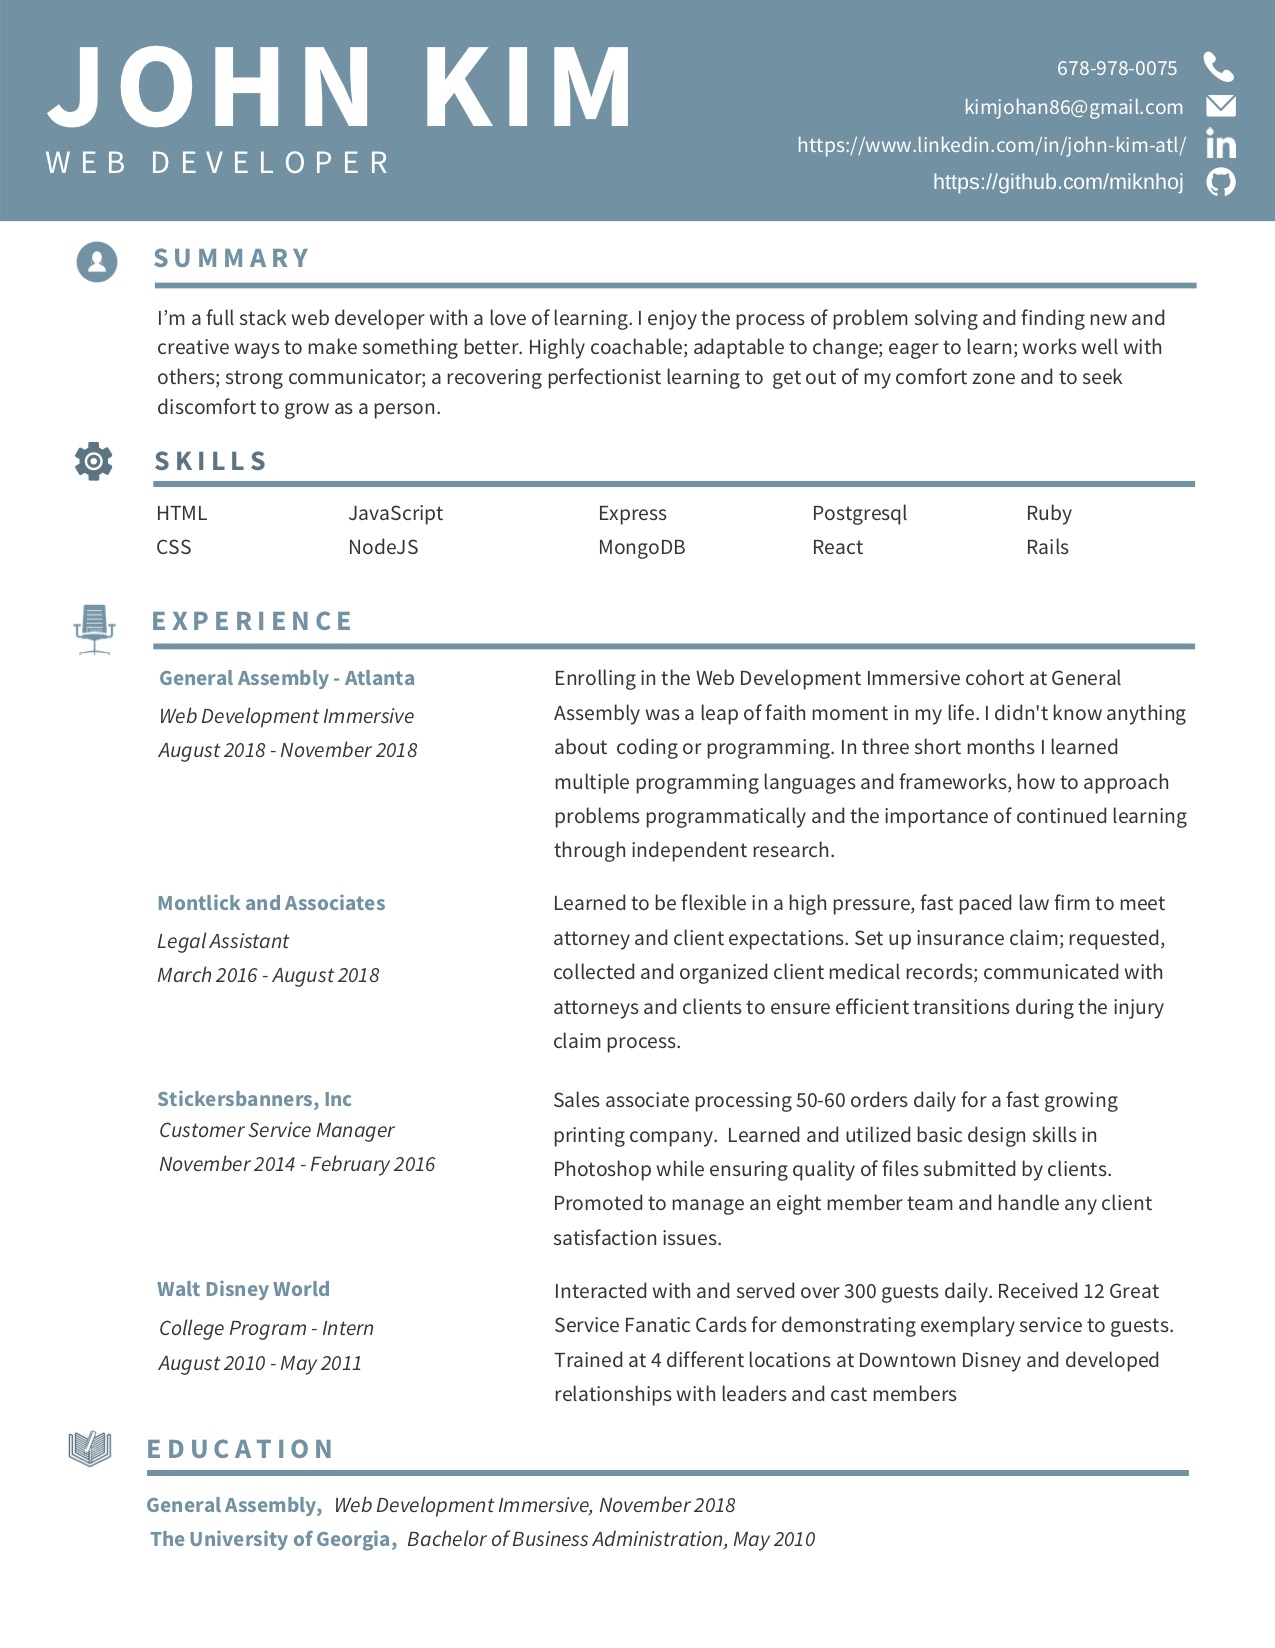 JOHN KIM
WEB DEVELOPER
678-978-0075
kimjohan86@gmail.com
https://www.linkedin.com/in/john-kim-atl/
https://github.com/miknhoj
SUMMARY
I’m a full stack web developer with a love of learning. I enjoy the process of problem solving and finding new and
creative ways to make something better. Highly coachable; adaptable to change; eager to learn; works well with
others; strong communicator; a recovering perfectionist learning to  get out of my comfort zone and to seek
discomfort to grow as a person.
SKILLS
HTML JavaScript Express Postgresql Ruby
CSS NodeJS MongoDB React Rails
EXPERIENCE
General Assembly - Atlanta
Web Development Immersive
August 2018 - November 2018
Enrolling in the Web Development Immersive cohort at General
Assembly was a leap of faith moment in my life. I didn't know anything
about  coding or programming. In three short months I learned
multiple programming languages and frameworks, how to approach
problems programmatically and the importance of continued learning
through independent research.
Montlick and Associates
Legal Assistant
March 2016 - August 2018
Learned to be flexible in a high pressure, fast paced law firm to meet
attorney and client expectations. Set up insurance claim; requested,
collected and organized client medical records; communicated with
attorneys and clients to ensure efficient transitions during the injury
claim process.
Stickersbanners, Inc
Customer Service Manager
November 2014 - February 2016
Sales associate processing 50-60 orders daily for a fast growing
printing company.  Learned and utilized basic design skills in
Photoshop while ensuring quality of files submitted by clients.
Promoted to manage an eight member team and handle any client
satisfaction issues.
Walt Disney World
College Program - Intern
August 2010 - May 2011
Interacted with and served over 300 guests daily. Received 12 Great
Service Fanatic Cards for demonstrating exemplary service to guests.
Trained at 4 different locations at Downtown Disney and developed
relationships with leaders and cast members
EDUCATION
General Assembly,  Web Development Immersive, November 2018
The University of Georgia,  Bachelor of Business Administration, May 2010